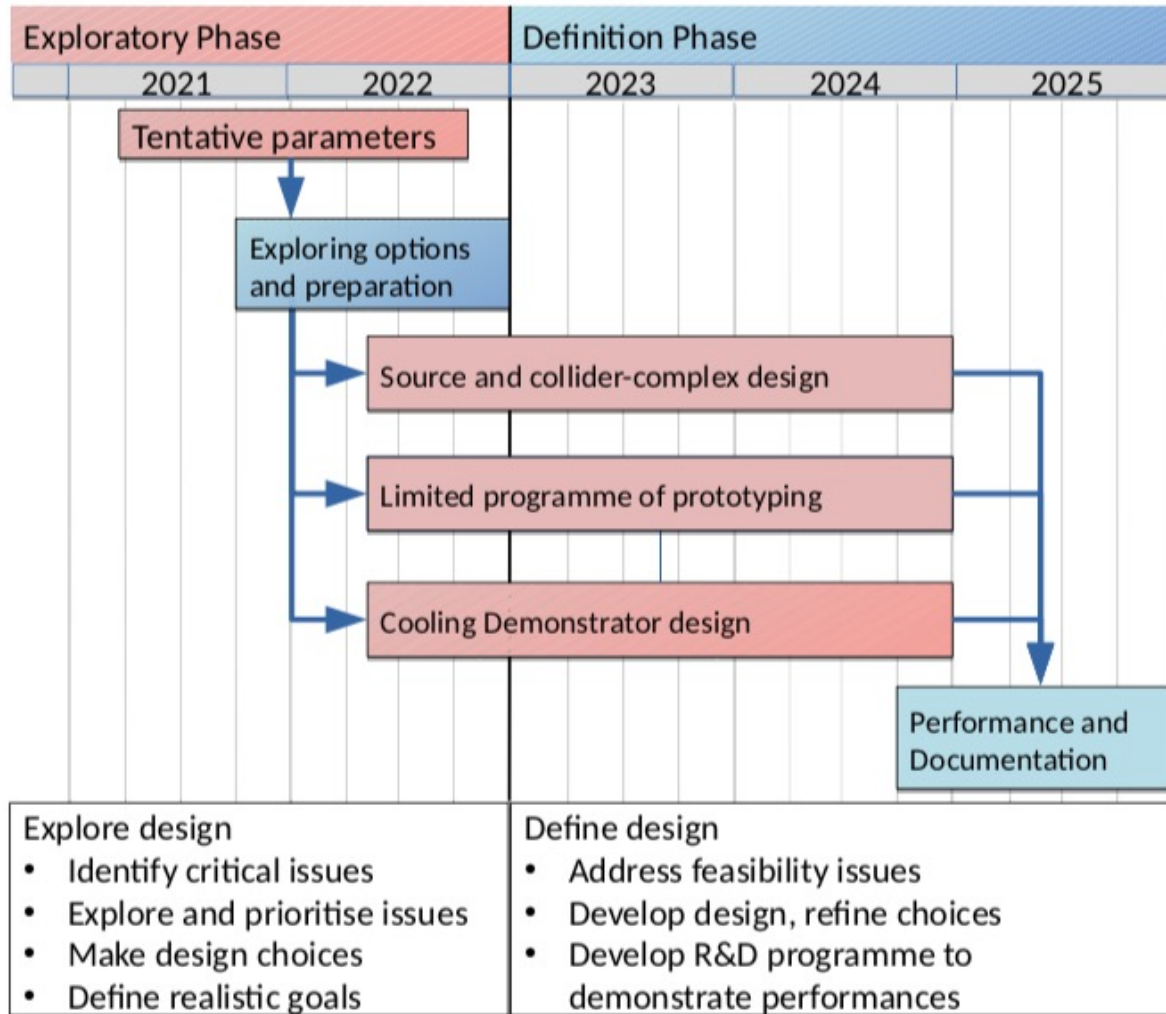 Exploratory Phase
Definition Phase
2021
2022
2023
2024
2025
Tentative parameters
Exploring options
and preparation
Source and collider-complex design
Limited programme of prototyping
Cooling Demonstrator design
Performance and
Documentation
Explore design
• Identify critical issues
• Explore and prioritise issues
• Make design choices
• Define realistic goals
Define design
• Address feasibility issues
• Develop design, refine choices
• Develop R&D programme to
demonstrate performances